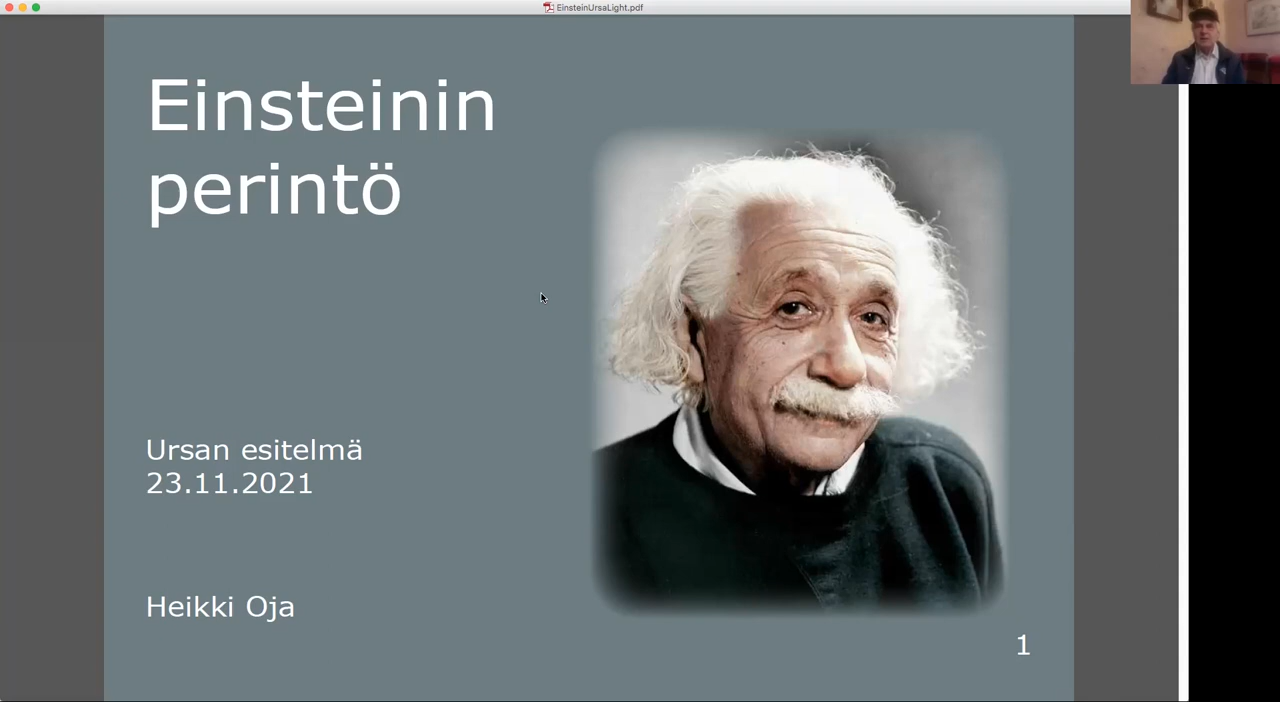 EinsteinUrsaLight.pdf
Einsteinin
perintö
Ursan esitelmä
23.11.2021
Heikki Oja
1